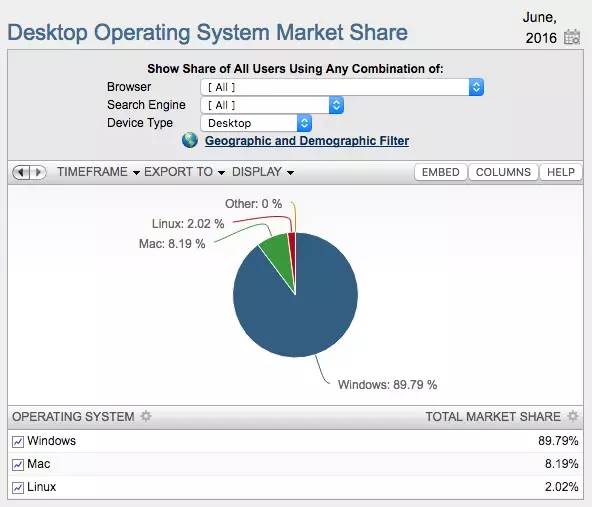 Desktop Operating System Market Share
June,
2016
Show Share of All Users Using Any Combination of:
Browser [ All ]
Search Engine [ All ]
Device Type Desktop
Geographic and Demographic Filter
TIMEFRAME EXPORT TO DISPLAY EMBED COLUMNS HELP
Other: 0 %
Linux: 2.02 %
Mac: 8.19 %
Windows: 89.79 %
OPERATING SYSTEM TOTAL MARKET SHARE
Windows 89.79%
Mac 8.19%
Linux 2.02%